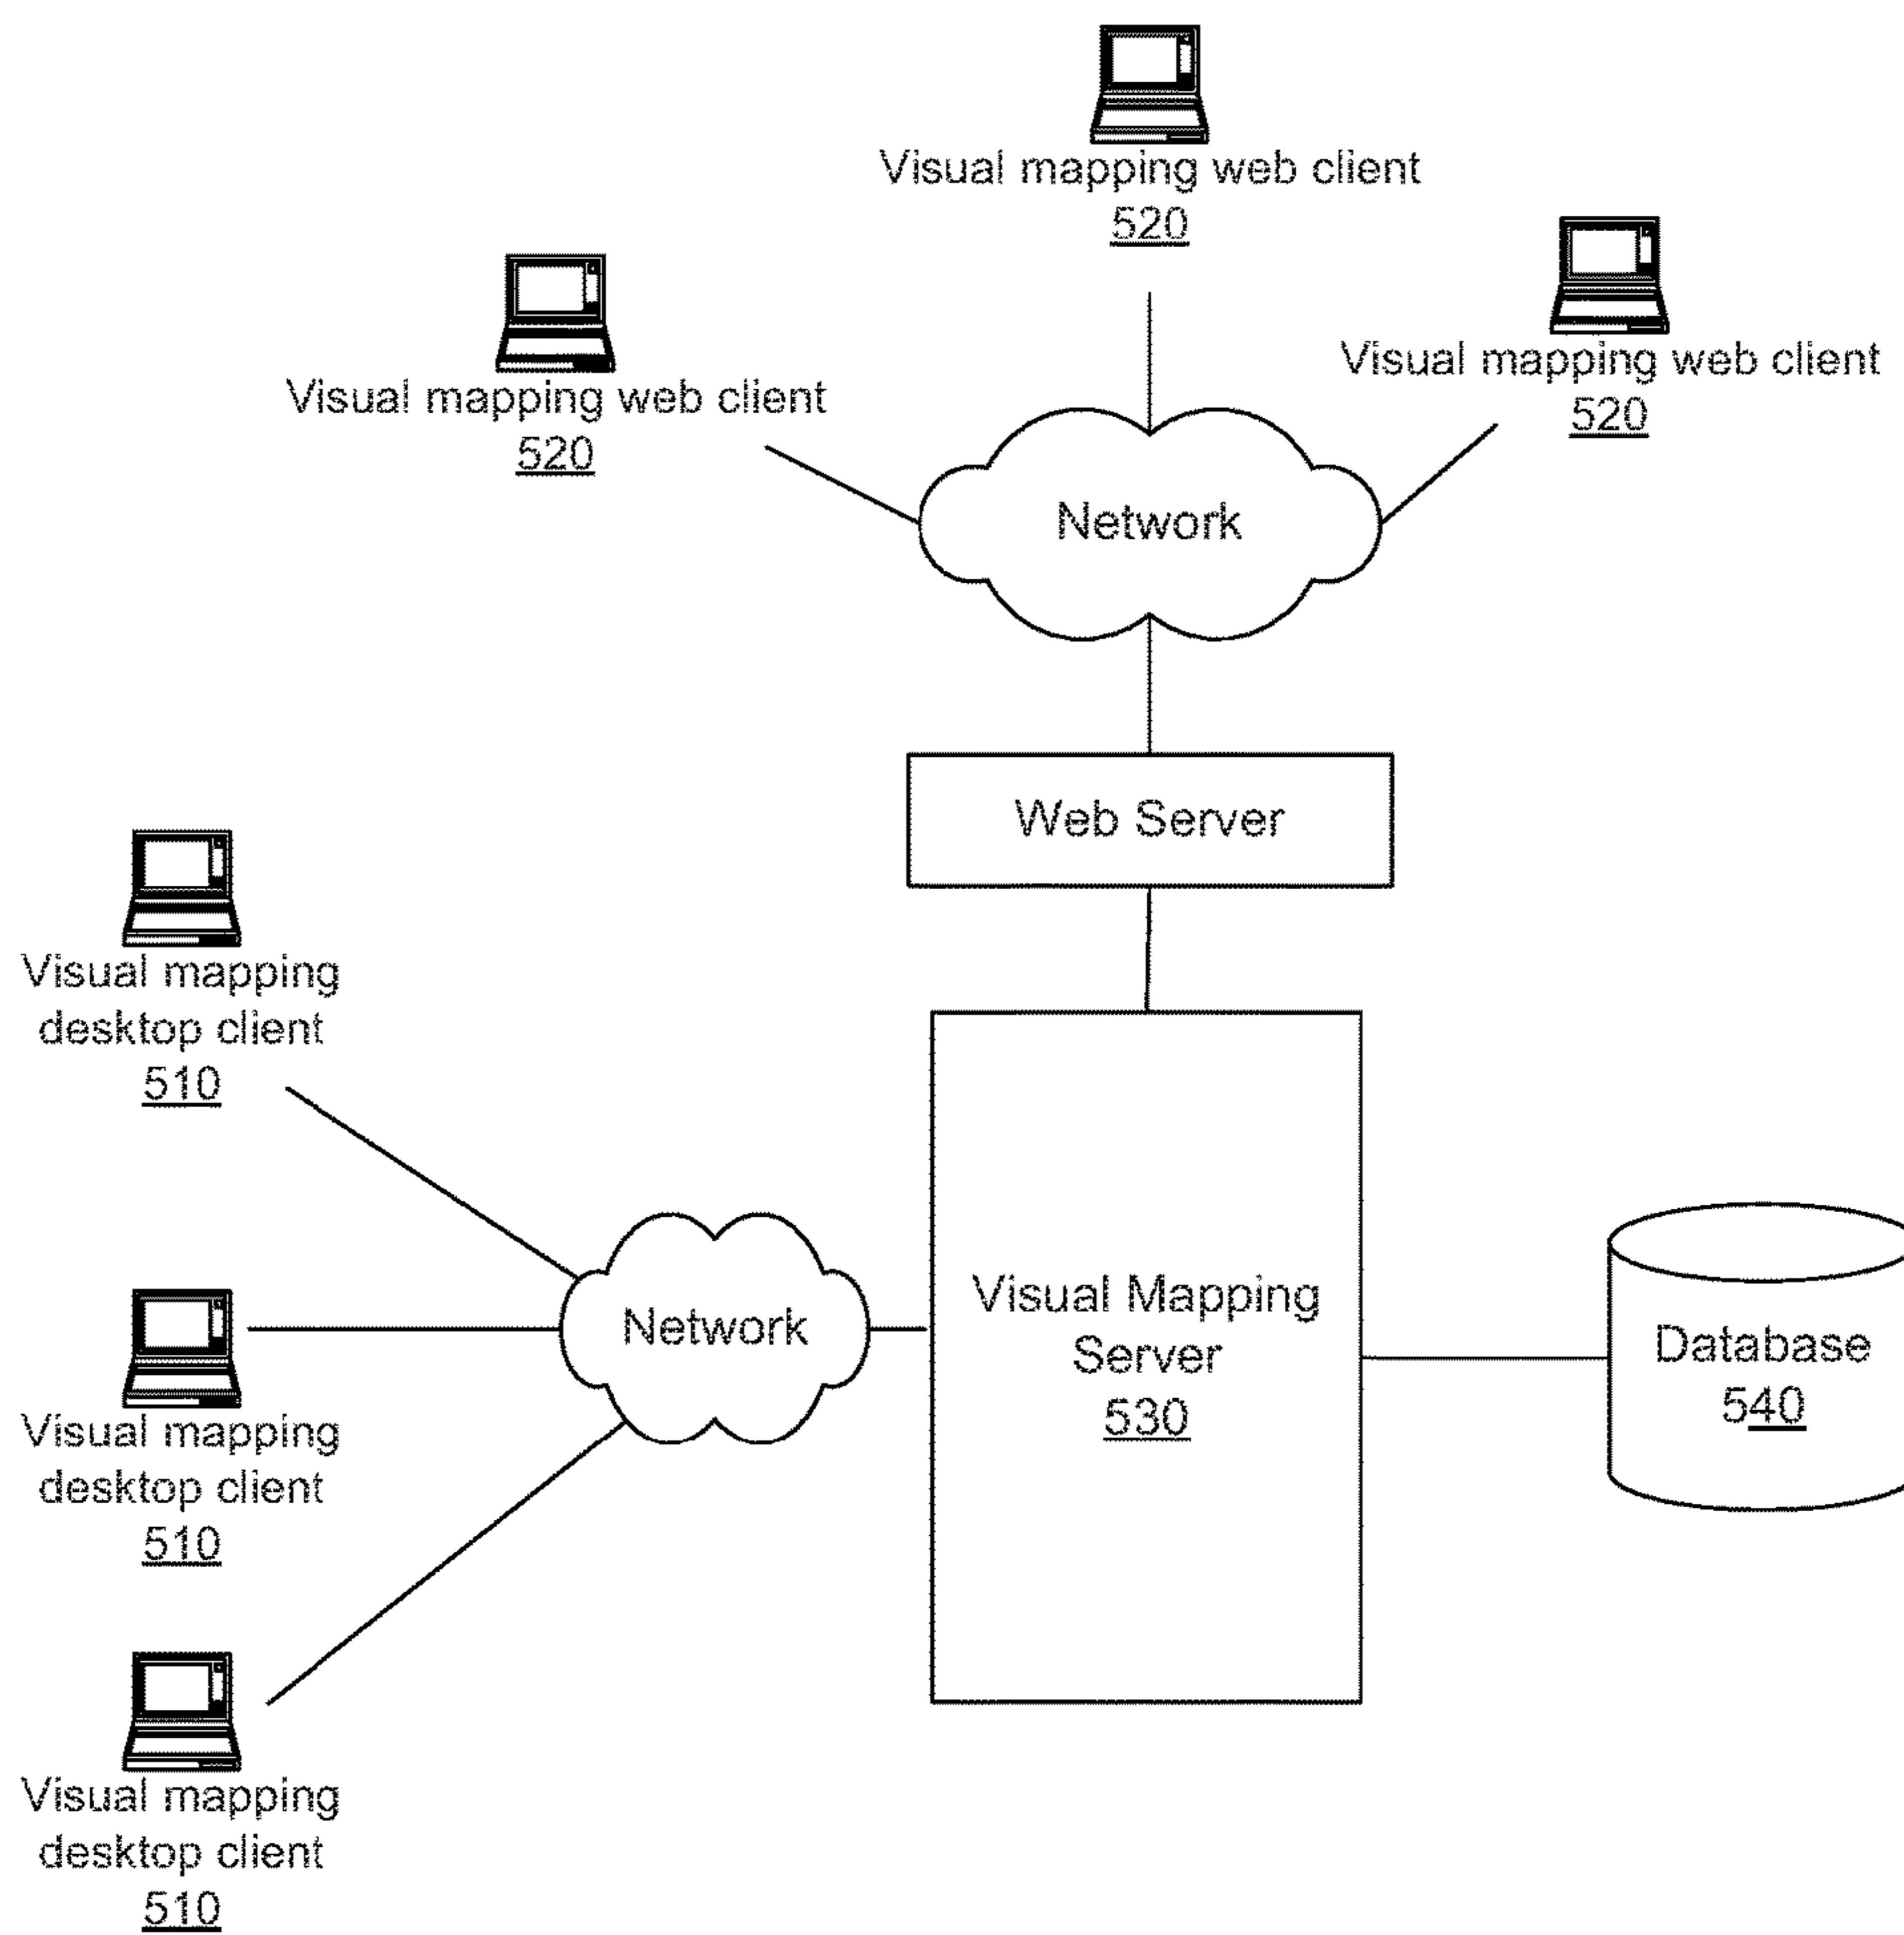 Visual mapping web client
520
Visual mapping web client
520
Visual mapping web client
520
Network
Web Server
Visual mapping
desktop client
510
Visual mapping
desktop client
510
Visual mapping
desktop client
510
Network
Visual Mapping
Server
530
Database
540